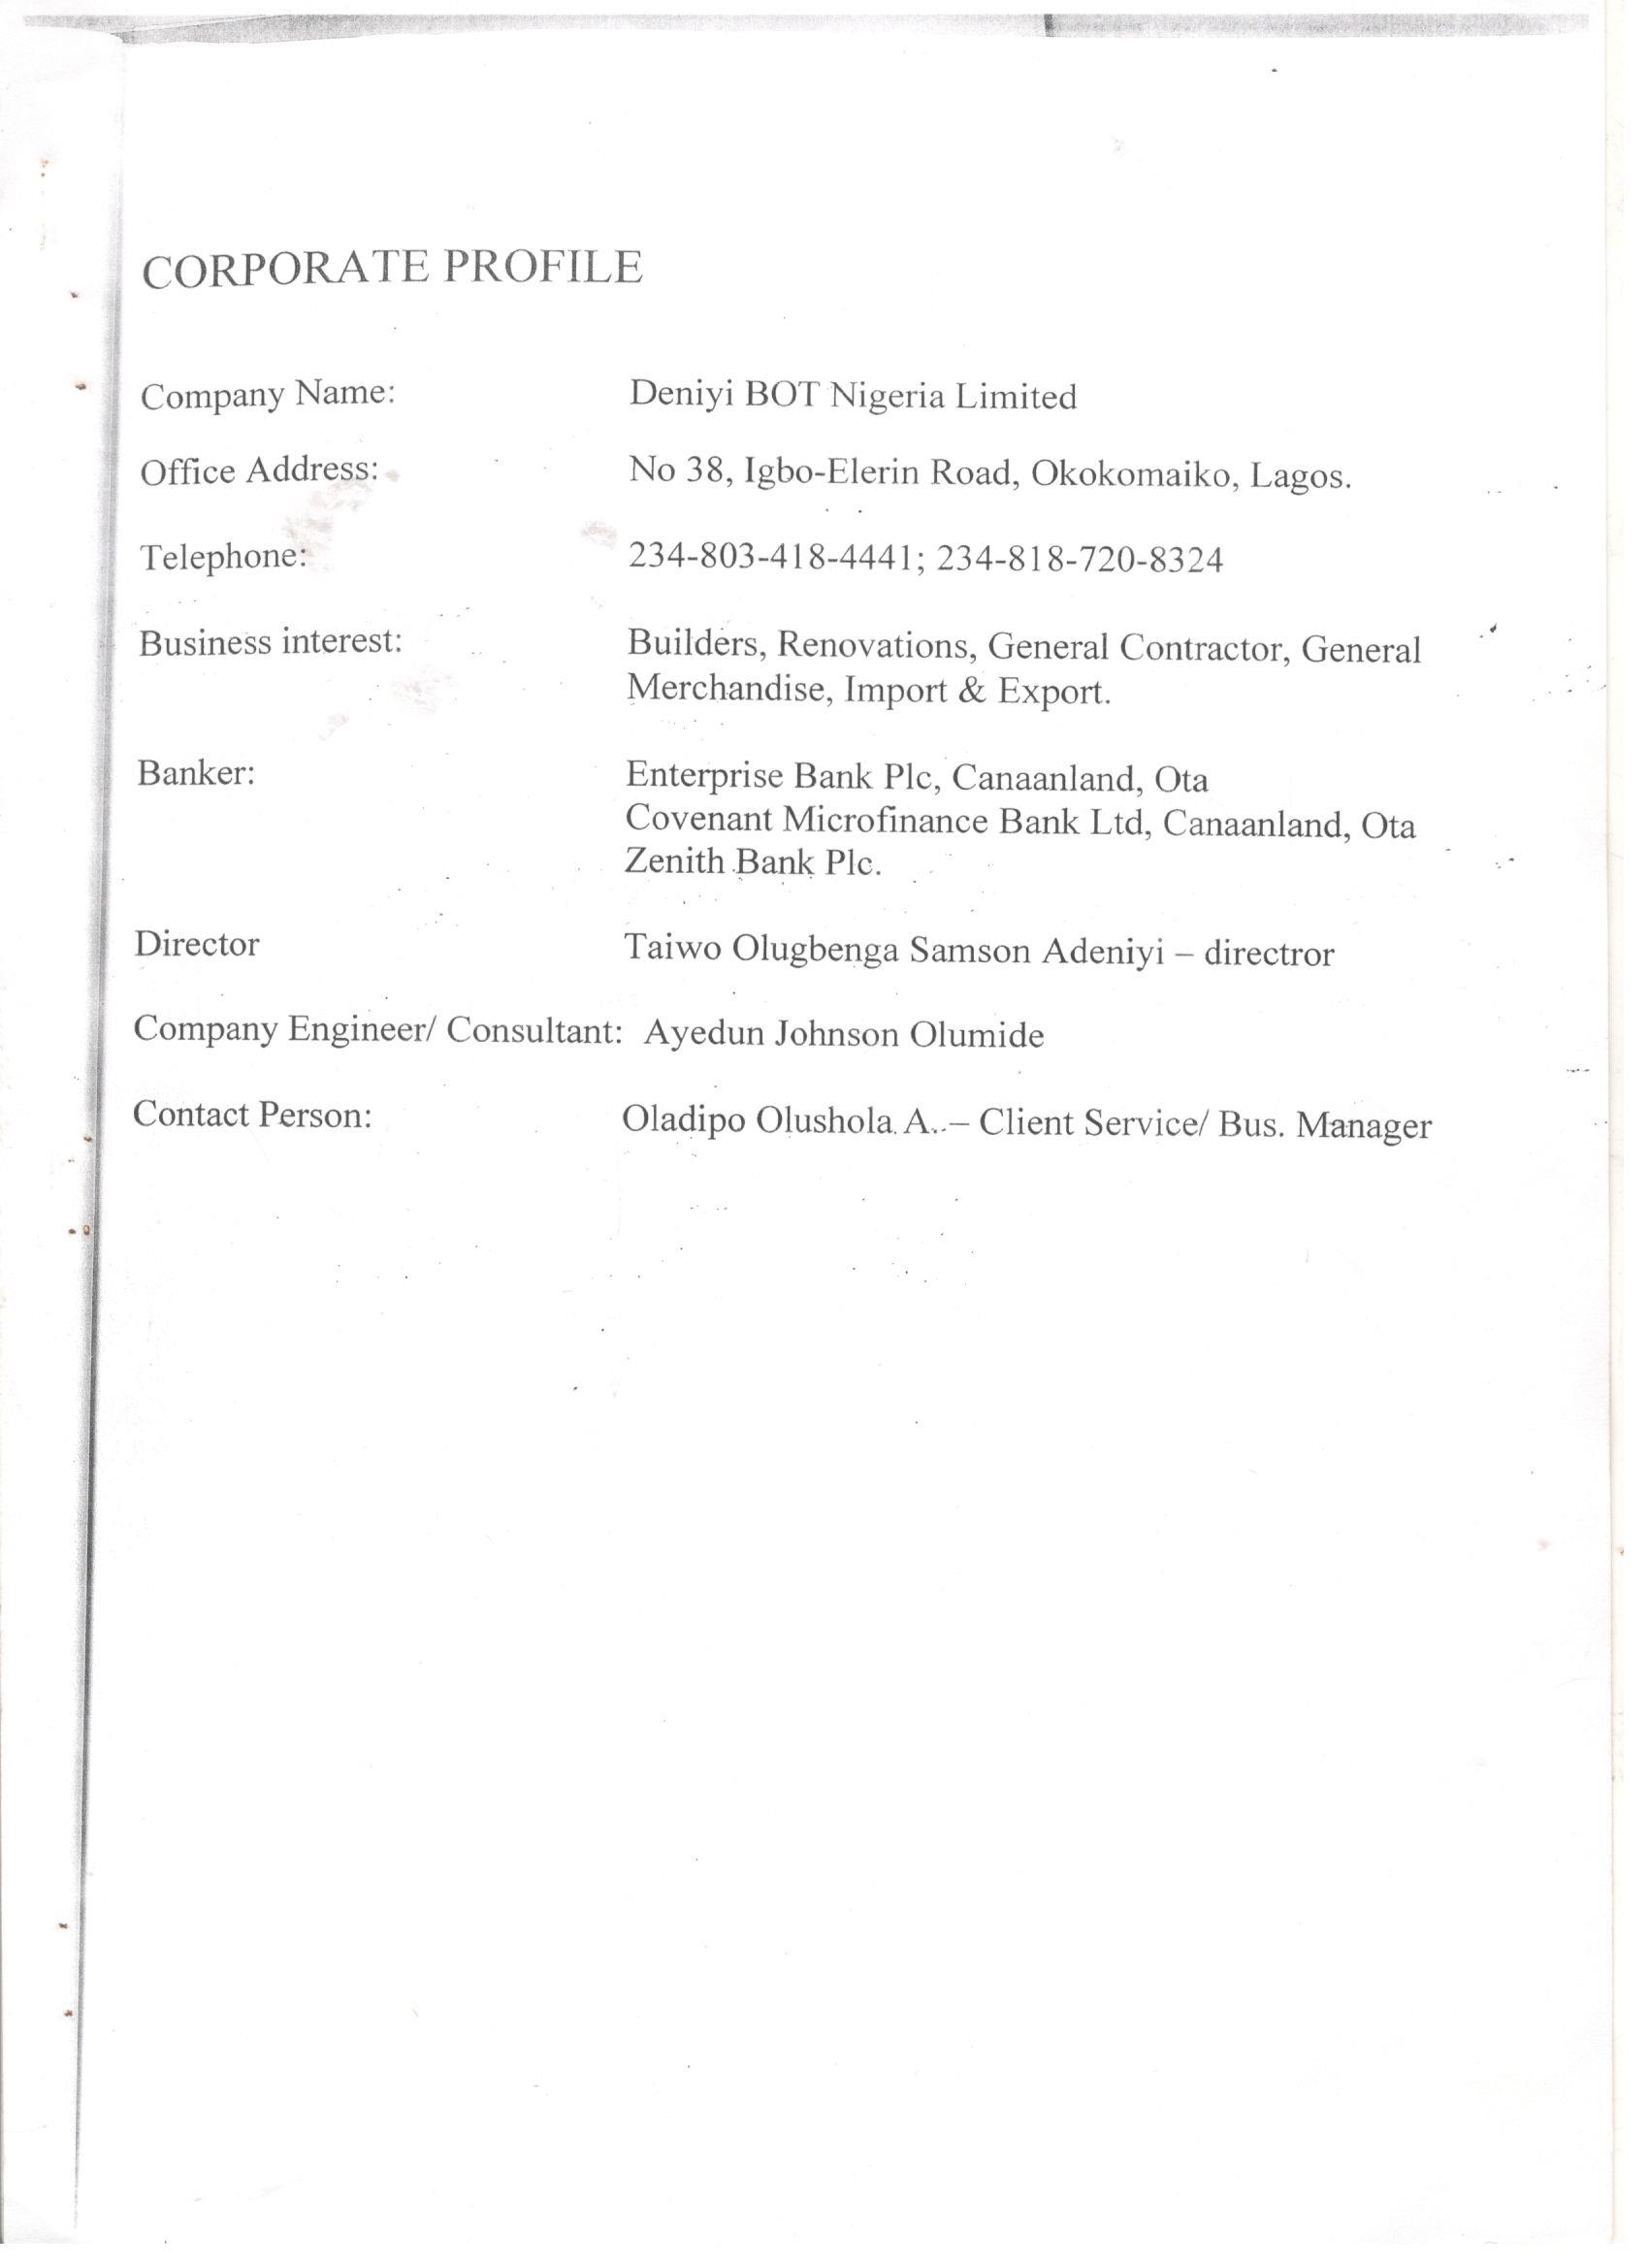 CORPORATE PROFILE
Company Name: Deniyi BOT Nigeria Limited
Office Address: No 38, Igbo-Elerin Road, Okokomaiko, Lagos.
Telephone: 234-803-418-4441; 234-818-720-8324
Business interest: Builders, Renovations, General Contractor, General
Merchandise, Import & Export.
Banker: Enterprise Bank Plc, Canaanland, Ota
Covenant Microfinance Bank Ltd, Canaanland, Ota
Zenith Bank Plc.
Director Taiwo Olugbenga Samson Adeniyi – directror
Company Engineer/ Consultant: Ayedun Johnson Olumide
Contact Person: Oladipo Olushola A. – Client Service/ Bus. Manager